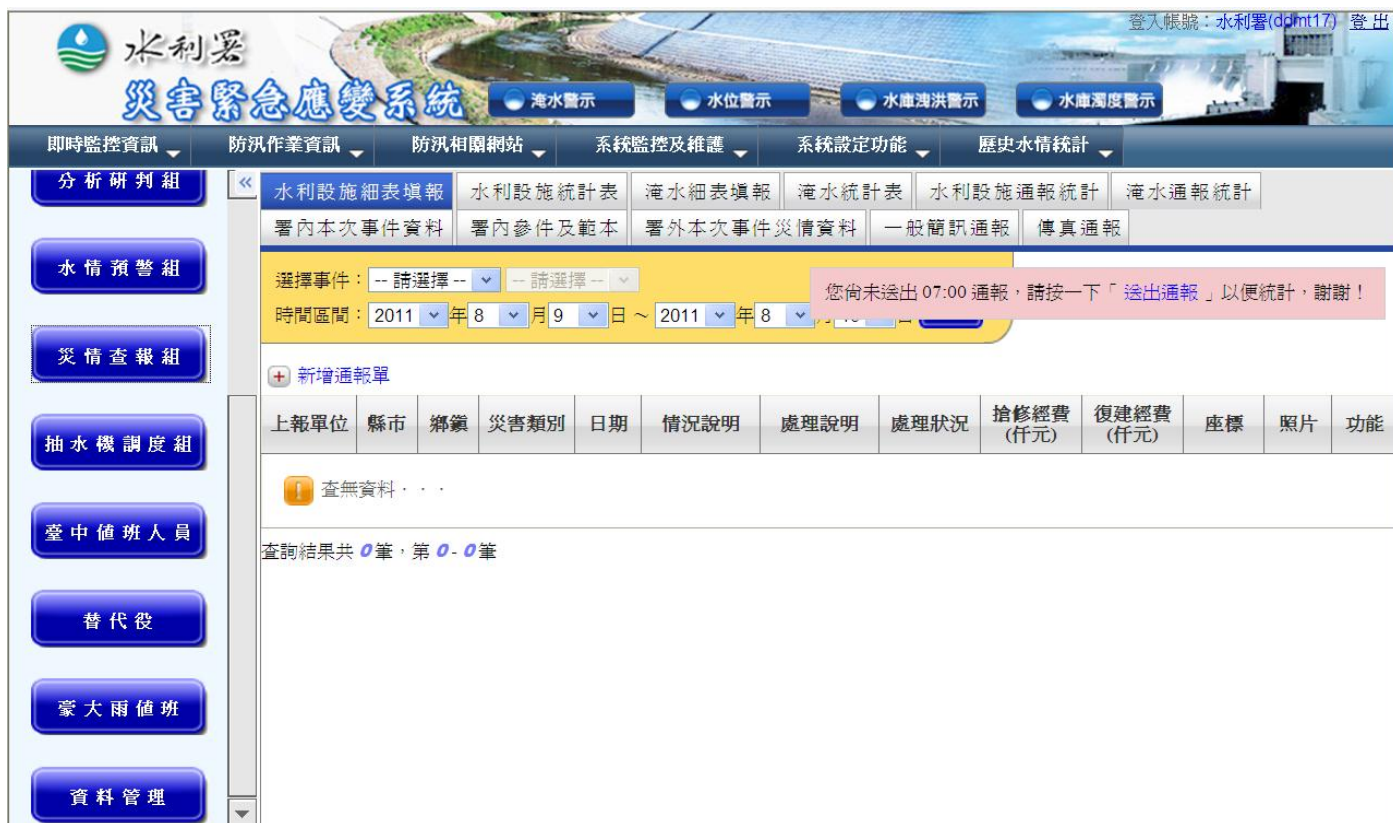 登入帳號：水利署(ddmt17) 登出
水利署
災害緊急應變系統
淹水警示 水位警示 水庫洩洪警示 水庫濁度警示
即時監控資訊 防汛作業資訊 防汛相關網站 系統監控及維護 系統設定功能 歷史水情統計
分析研判組
水利設施細表填報 水利設施統計表 淹水細表填報 淹水統計表 水利設施通報統計 淹水通報統計
署內本次事件資料 署內參件及範本 署外本次事件災情資料 一般簡訊通報 傳真通報
水情預警組
選擇事件：-- 請選擇 -- -- 請選擇 --
您尚未送出 07:00 通報，請按一下「 送出通報 」以便統計，謝謝！
時間區間：2011 年 8 月 9 日 ~ 2011 年 8
災情查報組
新增通報單
上報單位 縣市 鄉鎮 災害類別 日期 情況說明 處理說明 處理狀況 搶修經費(仟元) 復建經費(仟元) 座標 照片 功能
抽水機調度組
查無資料．．．
臺中值班人員
查詢結果共 0 筆，第 0 - 0 筆
替代役
豪大雨值班
資料管理